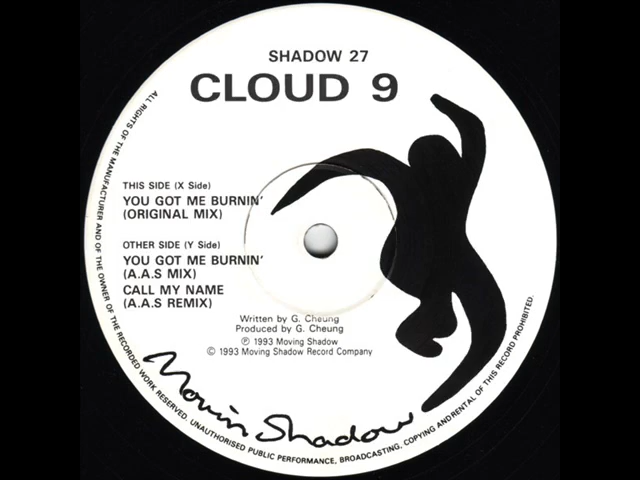 SHADOW 27
CLOUD 9
THIS SIDE (X Side)
YOU GOT ME BURNIN'
(ORIGINAL MIX)
OTHER SIDE (Y Side)
YOU GOT ME BURNIN'
(A.A.S MIX)
CALL MY NAME
(A.A.S REMIX)
Written by G. Cheung
Produced by G. Cheung
℗ 1993 Moving Shadow
© 1993 Moving Shadow Record Company
Movin Shadow
ALL RIGHTS OF THE MANUFACTURER AND OF THE OWNER OF THE RECORDED WORK RESERVED. UNAUTHORISED PUBLIC PERFORMANCE, BROADCASTING, COPYING AND RENTAL OF THIS RECORD PROHIBITED.